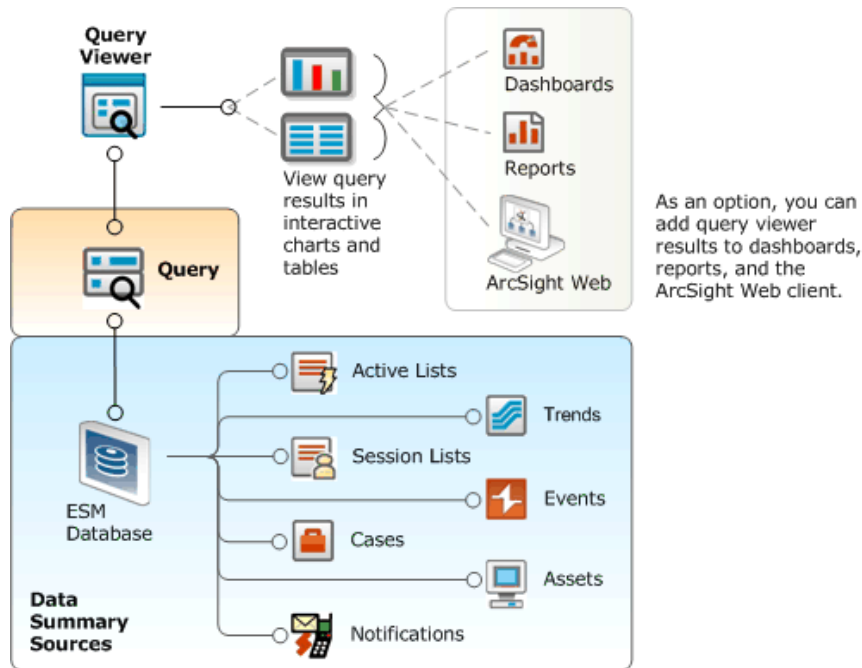 Query
Viewer
View query
results in
interactive
charts and
tables
Dashboards
Reports
ArcSight Web
As an option, you can
add query viewer
results to dashboards,
reports, and the
ArcSight Web client.
Query
ESM
Database
Active Lists
Trends
Session Lists
Events
Cases
Assets
Notifications
Data
Summary
Sources